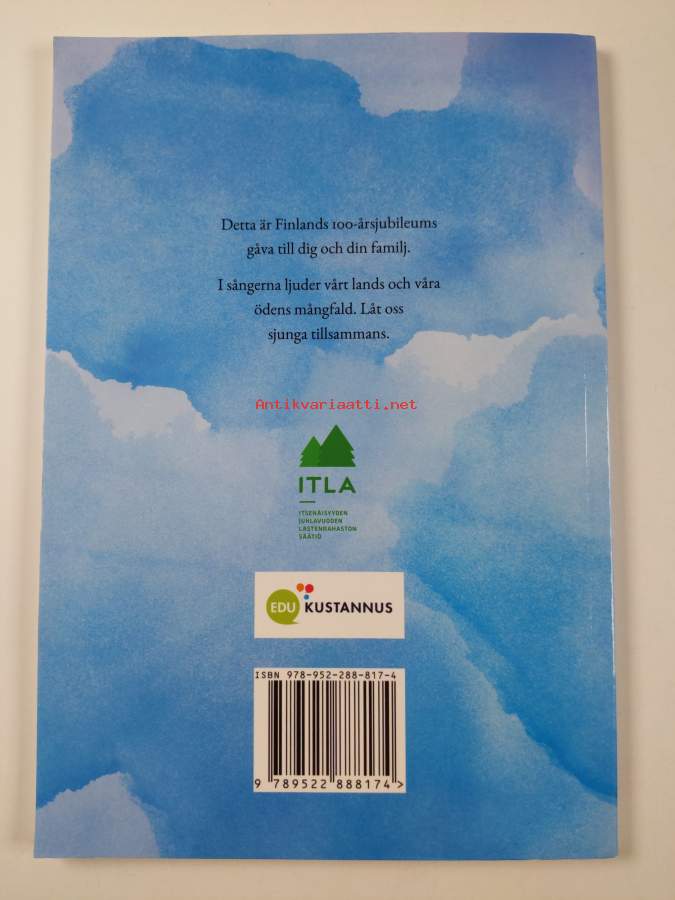 Detta är Finlands 100-årsjubileums
gåva till dig och din familj.
I sångerna ljuder vårt lands och våra
ödens mångfald. Låt oss
sjunga tillsammans.
Antikvariaatti.net
ITLA
ITSENÄISYYDEN
JUHLAVUODEN
LASTENRAHASTON
SÄÄTIÖ
EDU KUSTANNUS
ISBN 978-952-288-817-4
9 789522 888174 >